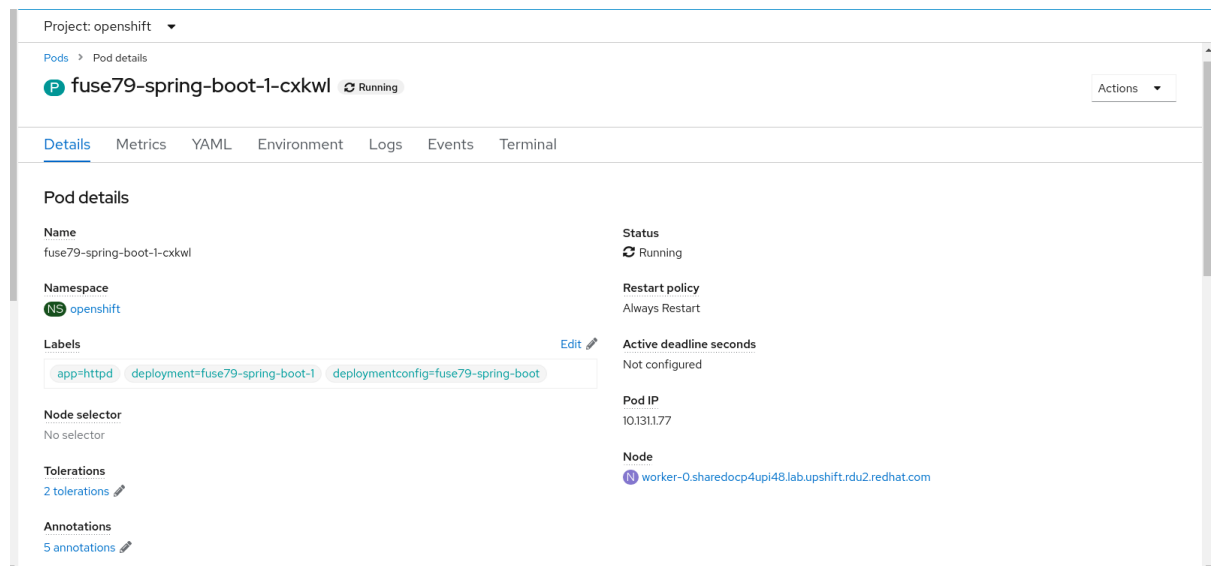 Project: openshift
Pods > Pod details
P fuse79-spring-boot-1-cxkwl Running
Actions
Details Metrics YAML Environment Logs Events Terminal
Pod details
Name
fuse79-spring-boot-1-cxkwl
Namespace
NS openshift
Labels Edit
app=httpd deployment=fuse79-spring-boot-1 deploymentconfig=fuse79-spring-boot
Node selector
No selector
Tolerations
2 tolerations
Annotations
5 annotations
Status
Running
Restart policy
Always Restart
Active deadline seconds
Not configured
Pod IP
10.131.1.77
Node
N worker-0.sharedocp4upi48.lab.upshift.rdu2.redhat.com